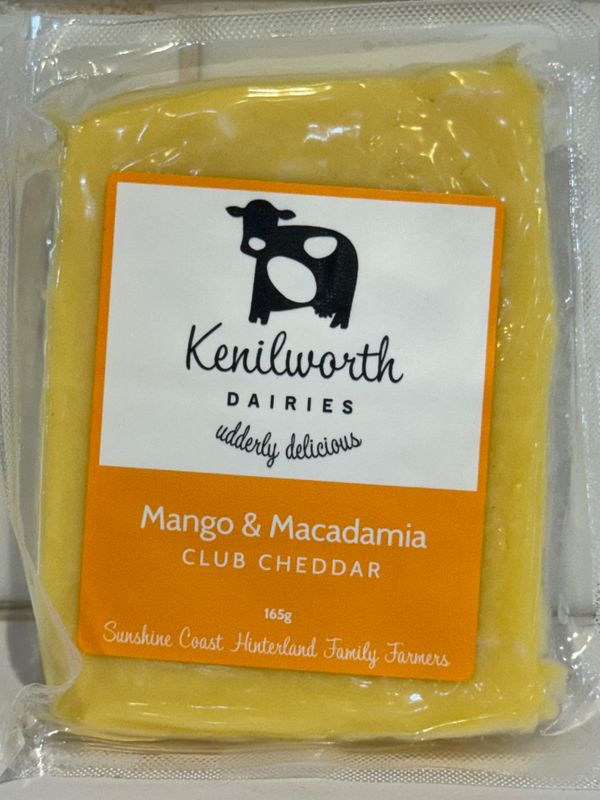 Kenilworth
DAIRIES
udderly delicious
Mango & Macadamia
CLUB CHEDDAR
165g
Sunshine Coast Hinterland Family Farmers